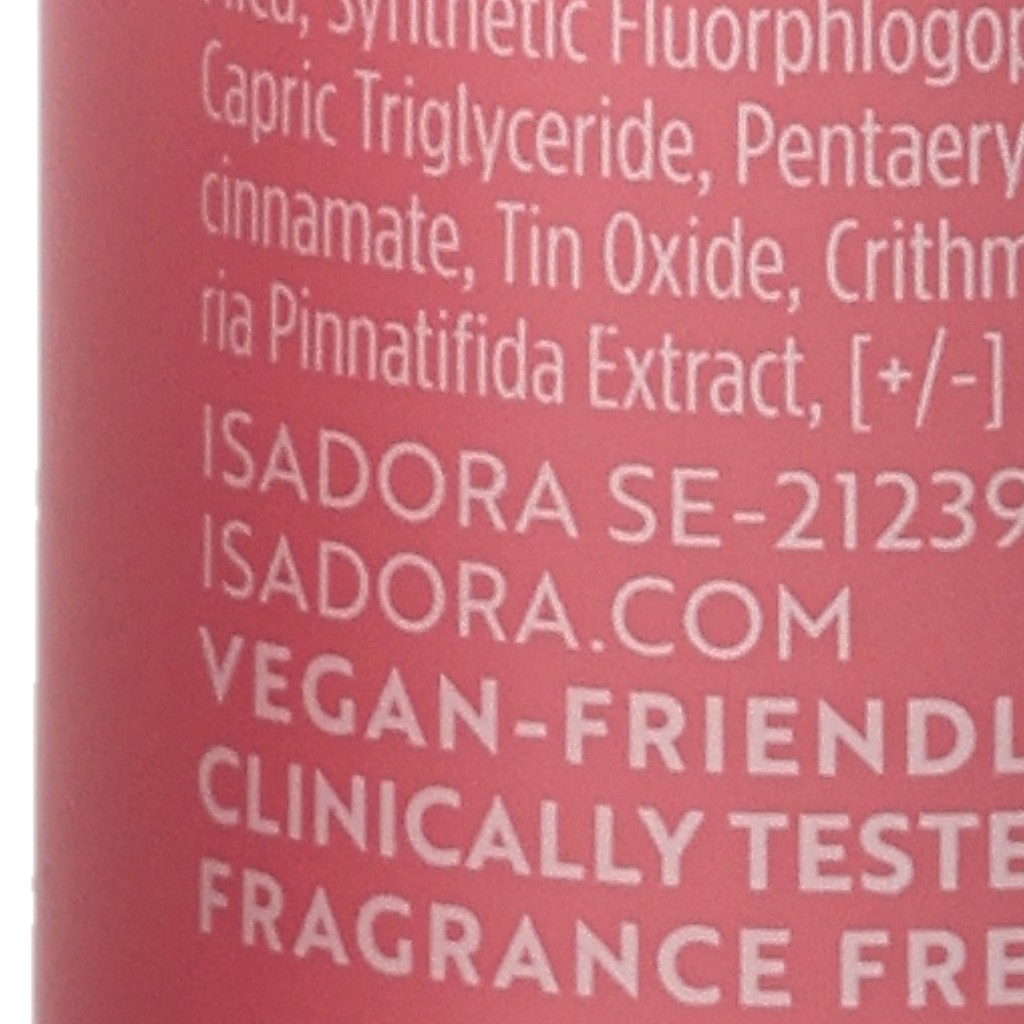 Synthetic Fluorphlogop
Capric Triglyceride, Pentaery
cinnamate, Tin Oxide, Crithm
ria Pinnatifida Extract, [+/-]
ISADORA SE-21239
ISADORA.COM
VEGAN-FRIENDL
CLINICALLY TESTE
FRAGRANCE FRE